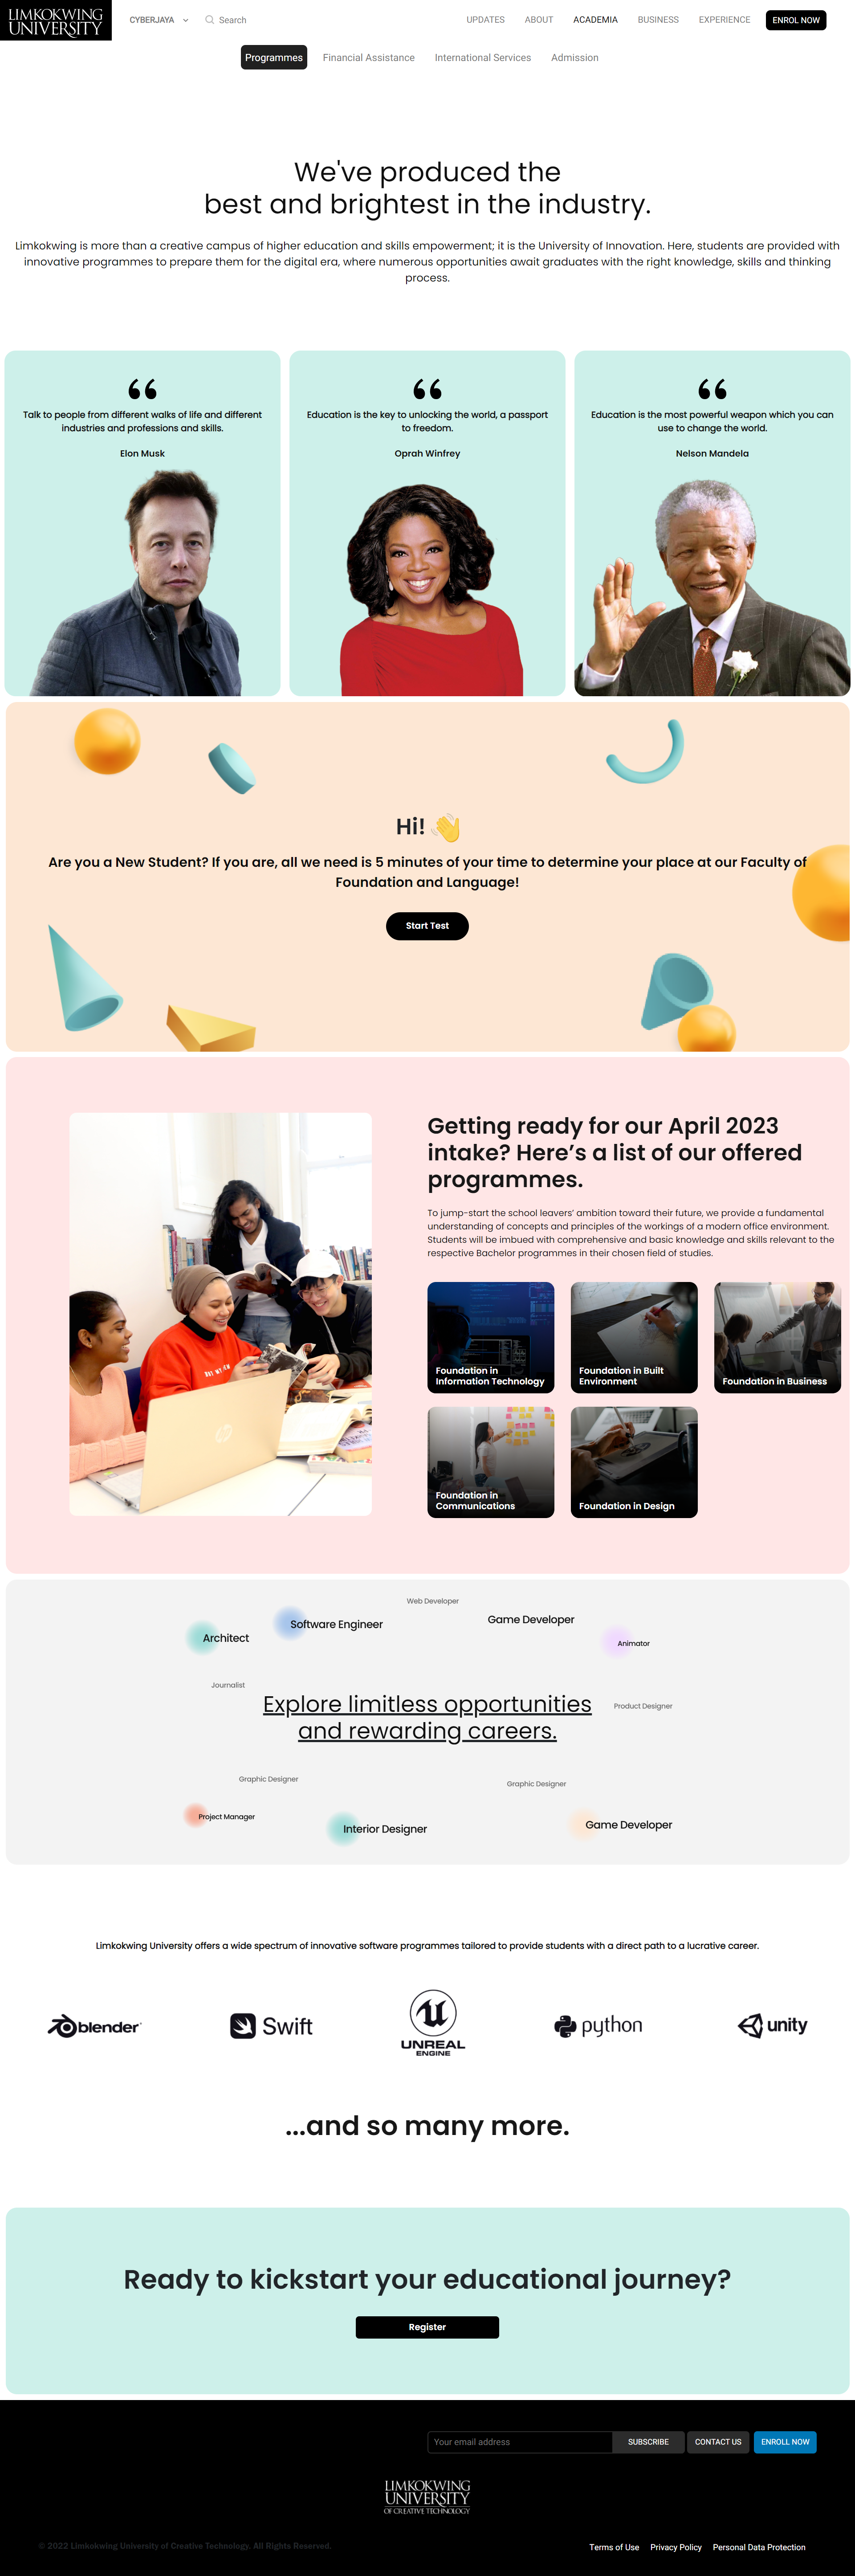 LIMKOKWING
UNIVERSITY
CYBERJAYA
Search
UPDATES
ABOUT
ACADEMIA
BUSINESS
EXPERIENCE
ENROL NOW
Programmes
Financial Assistance
International Services
Admission
We've produced the
best and brightest in the industry.
Limkokwing is more than a creative campus of higher education and skills empowerment; it is the University of Innovation. Here, students are provided with
innovative programmes to prepare them for the digital era, where numerous opportunities await graduates with the right knowledge, skills and thinking
process.
Talk to people from different walks of life and different
industries and professions and skills.
Elon Musk
Education is the key to unlocking the world, a passport
to freedom.
Oprah Winfrey
Education is the most powerful weapon which you can
use to change the world.
Nelson Mandela
Hi! 👋
Are you a New Student? If you are, all we need is 5 minutes of your time to determine your place at our Faculty of
Foundation and Language!
Start Test
Getting ready for our April 2023
intake? Here’s a list of our offered
programmes.
To jump-start the school leavers’ ambition toward their future, we provide a fundamental
understanding of concepts and principles of the workings of a modern office environment.
Students will be imbued with comprehensive and basic knowledge and skills relevant to the
respective Bachelor programmes in their chosen field of studies.
Foundation in
Information Technology
Foundation in Built
Environment
Foundation in Business
Foundation in
Communications
Foundation in Design
Web Developer
Software Engineer
Game Developer
Architect
Animator
Journalist
Explore limitless opportunities
and rewarding careers.
Product Designer
Graphic Designer
Graphic Designer
Project Manager
Interior Designer
Game Developer
Limkokwing University offers a wide spectrum of innovative software programmes tailored to provide students with a direct path to a lucrative career.
blender
Swift
UNREAL
ENGINE
python
unity
...and so many more.
Ready to kickstart your educational journey?
Register
Your email address
SUBSCRIBE
CONTACT US
ENROLL NOW
LIMKOKWING
UNIVERSITY
OF CREATIVE TECHNOLOGY
© 2022 Limkokwing University of Creative Technology. All Rights Reserved.
Terms of Use
Privacy Policy
Personal Data Protection